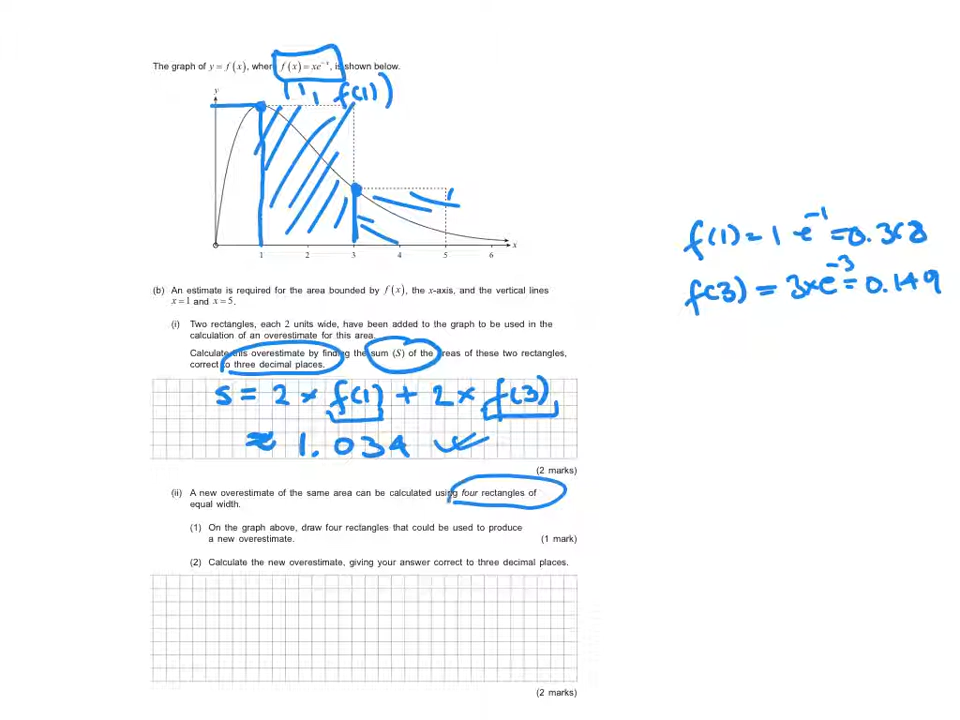 The graph of y = f(x), where f(x) = xe⁻ˣ, is shown below.
(1, f(1))
y
x
1 2 3 4 5 6
f(1) = 1 e⁻¹ = 0.368
f(3) = 3×e⁻³ = 0.149
(b) An estimate is required for the area bounded by f(x), the x-axis, and the vertical lines
x = 1 and x = 5.
(i) Two rectangles, each 2 units wide, have been added to the graph to be used in the
calculation of an overestimate for this area.
Calculate this overestimate by finding the sum (S) of the areas of these two rectangles,
correct to three decimal places.
S = 2 × f(1) + 2 × f(3)
≈ 1.034 ✓
(2 marks)
(ii) A new overestimate of the same area can be calculated using four rectangles of
equal width.
(1) On the graph above, draw four rectangles that could be used to produce
a new overestimate. (1 mark)
(2) Calculate the new overestimate, giving your answer correct to three decimal places.
(2 marks)